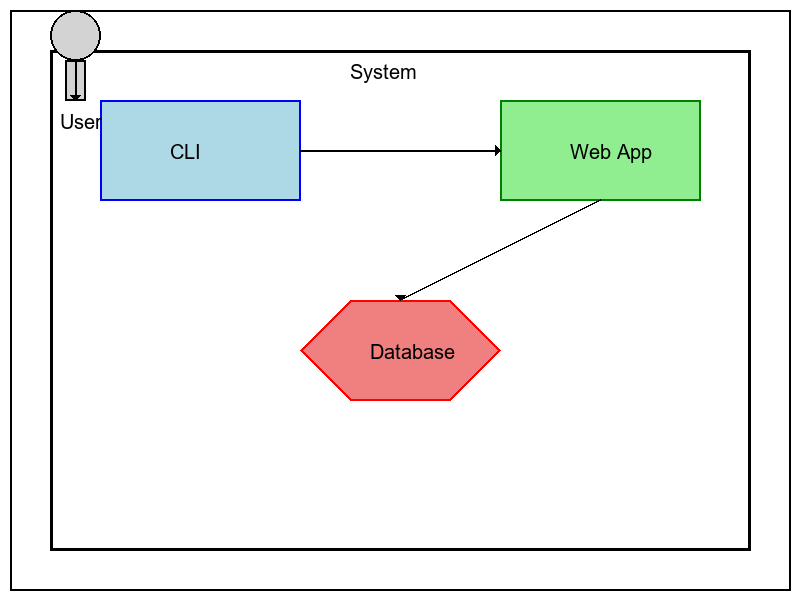 System
User
CLI
Web App
Database